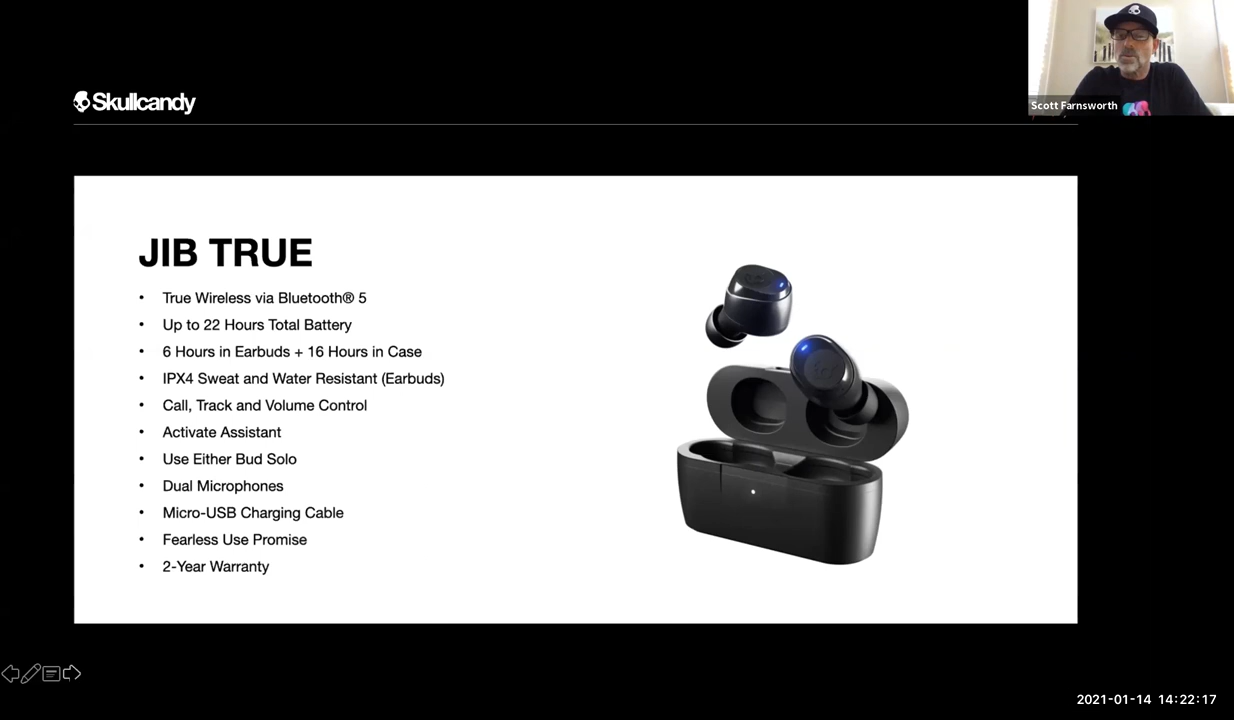 Skullcandy
Scott Farnsworth
JIB TRUE
• True Wireless via Bluetooth® 5
• Up to 22 Hours Total Battery
• 6 Hours in Earbuds + 16 Hours in Case
• IPX4 Sweat and Water Resistant (Earbuds)
• Call, Track and Volume Control
• Activate Assistant
• Use Either Bud Solo
• Dual Microphones
• Micro-USB Charging Cable
• Fearless Use Promise
• 2-Year Warranty
2021-01-14 14:22:17